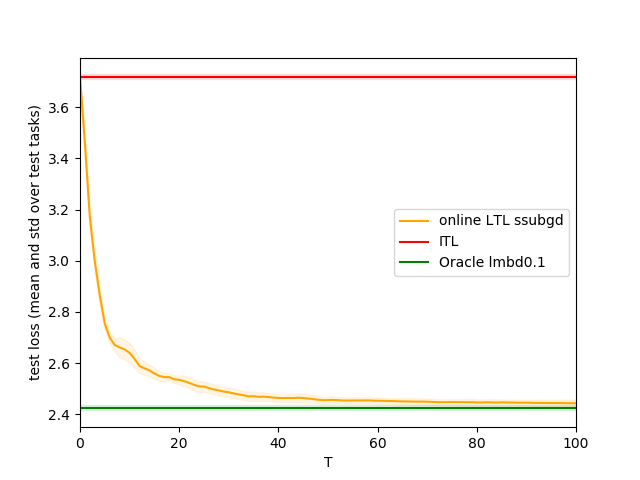 test loss (mean and std over test tasks)
3.6
3.4
3.2
3.0
2.8
2.6
2.4
online LTL ssubgd
ITL
Oracle lmbd0.1
0 20 40 60 80 100
T